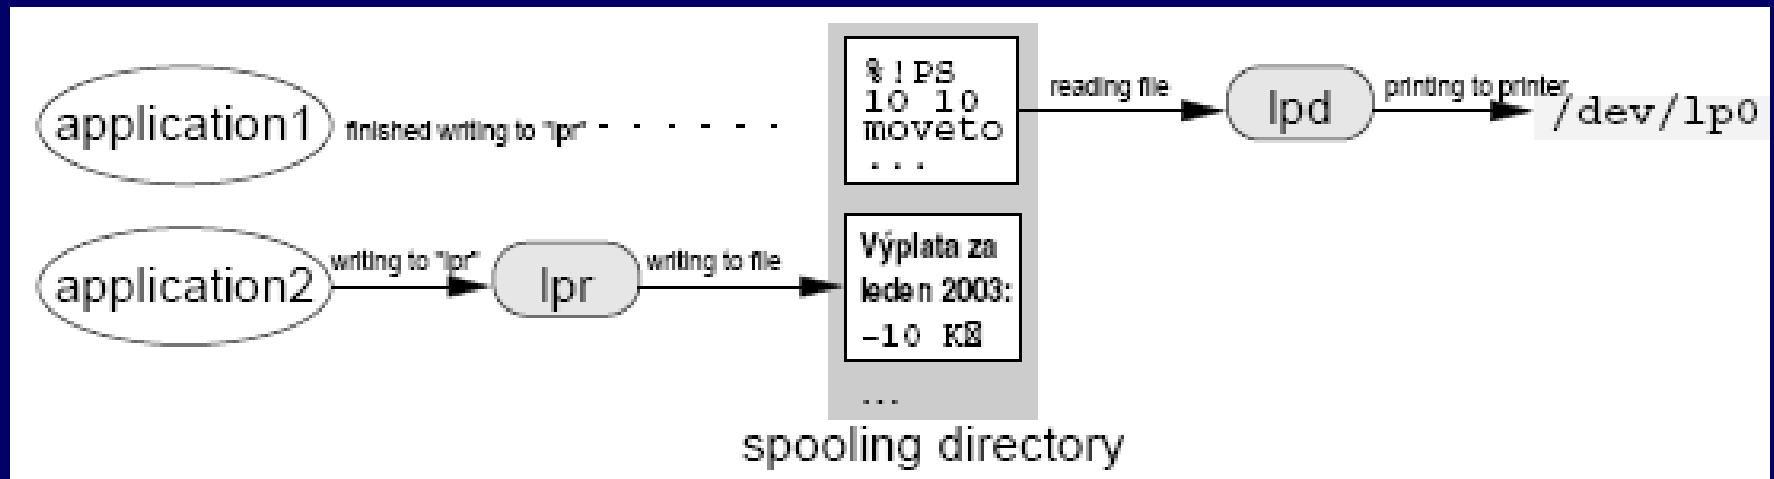 application1
finished writing to "lpr"
%!PS
10 10
moveto
...
reading file
lpd
printing to printer
/dev/lp0
application2
writing to "lpr"
lpr
writing to file
Výplata za
leden 2003:
-10 K
...
spooling directory